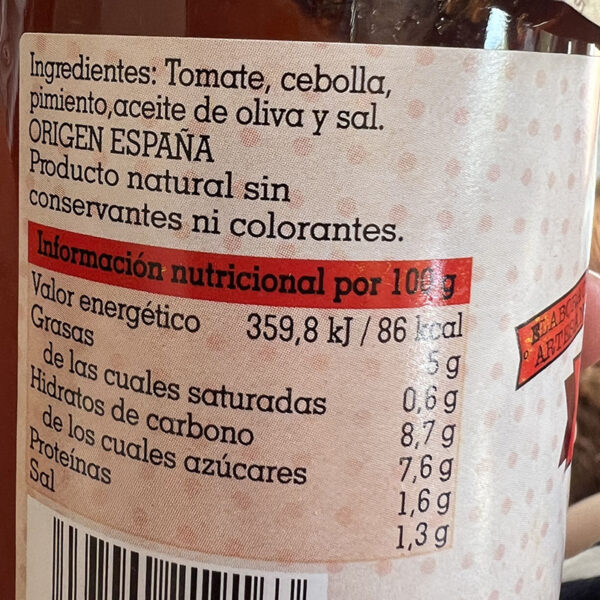 Ingredientes: Tomate, cebolla,
pimiento,aceite de oliva y sal.
ORIGEN ESPAÑA
Producto natural sin
conservantes ni colorantes.
Información nutricional por 100 g
Valor energético 359,8 kJ / 86 kcal
Grasas 5 g
de las cuales saturadas 0,6 g
Hidratos de carbono 8,7 g
de los cuales azúcares 7,6 g
Proteínas 1,6 g
Sal 1,3 g